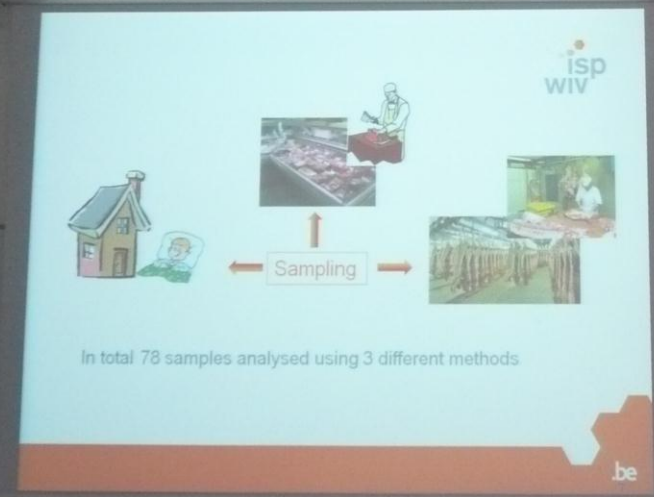 isp
WIV
Sampling
In total 78 samples analysed using 3 different methods
.be